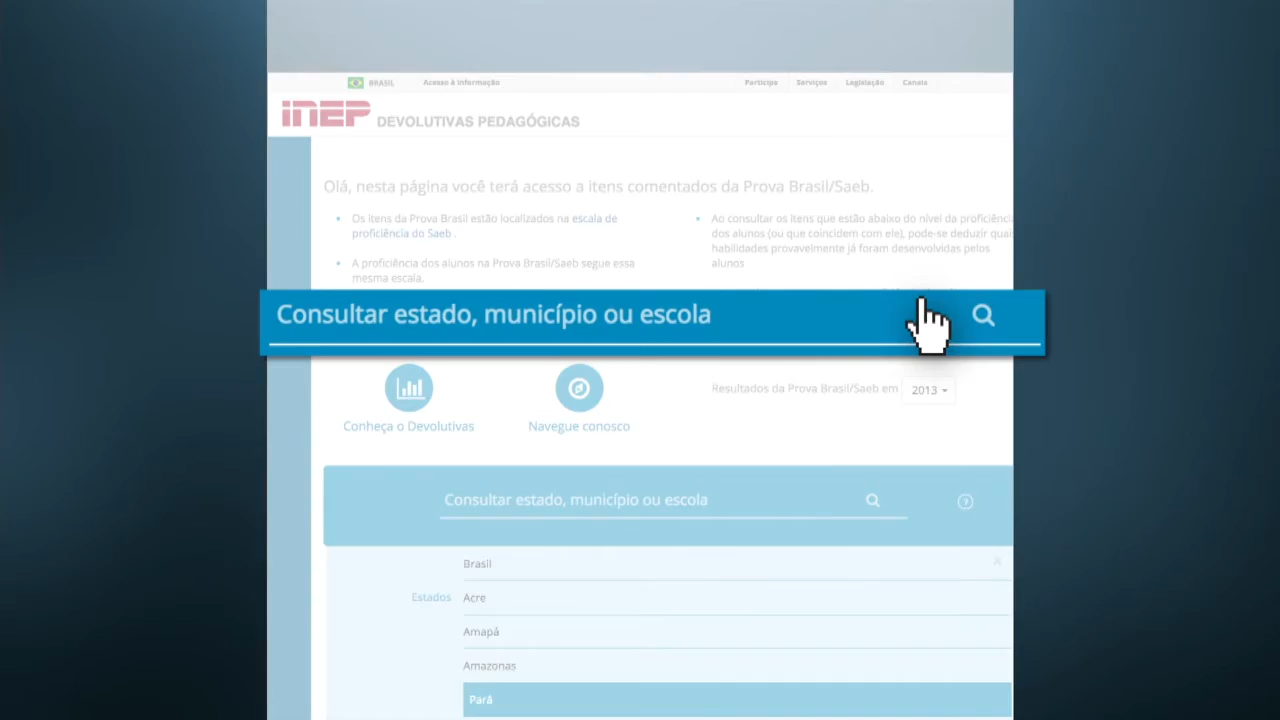 BRASIL Acesso à informação Participe Serviços Legislação Canais
INEP DEVOLUTIVAS PEDAGÓGICAS
Olá, nesta página você terá acesso a itens comentados da Prova Brasil/Saeb.
Os itens da Prova Brasil estão localizados na escala de
proficiência do Saeb .
A proficiência dos alunos na Prova Brasil/Saeb segue essa
mesma escala.
Ao consultar os itens que estão abaixo do nível da proficiência
dos alunos (ou que coincidem com ele), pode-se deduzir quais
habilidades provavelmente já foram desenvolvidas pelos
alunos
Consultar estado, município ou escola
Conheça o Devolutivas
Navegue conosco
Resultados da Prova Brasil/Saeb em 2013
Consultar estado, município ou escola ?
Brasil
Estados Acre
Amapá
Amazonas
Pará